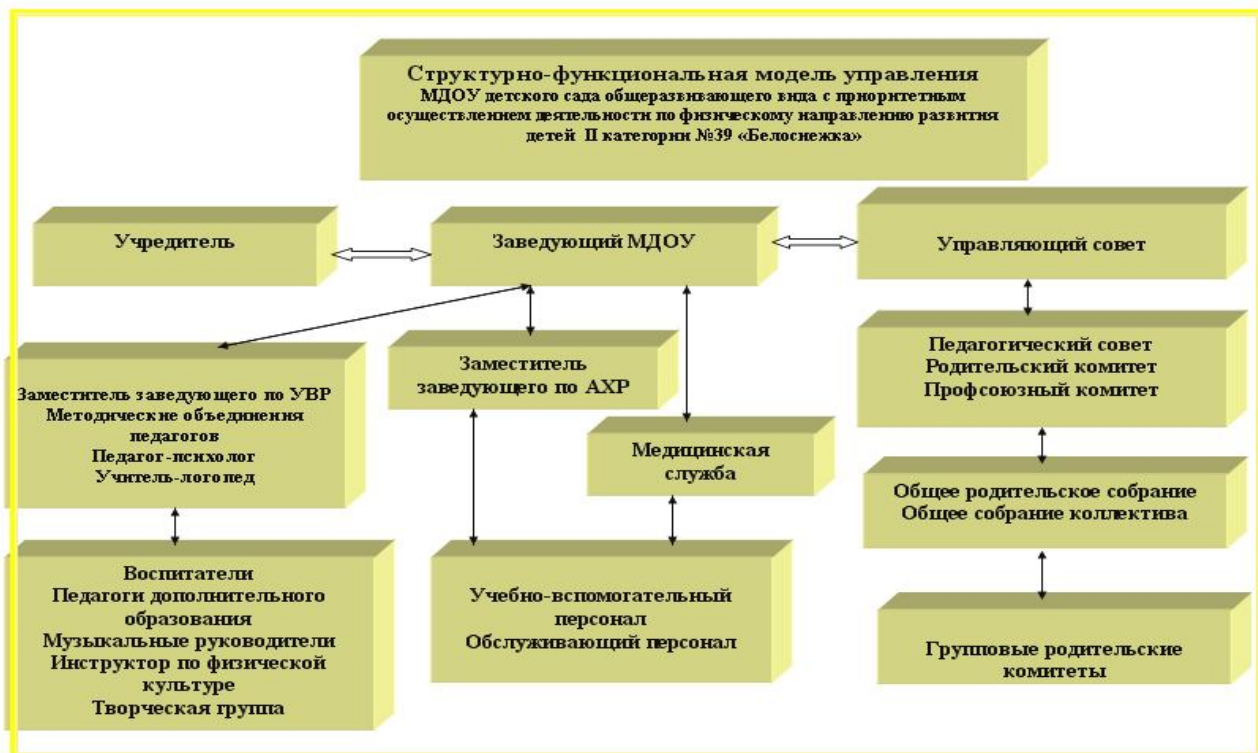 Структурно-функциональная модель управления
МДОУ детского сада общеразвивающего вида с приоритетным
осуществлением деятельности по физическому направлению развития
детей II категории №39 «Белоснежка»
Учредитель
Заведующий МДОУ
Управляющий совет
Заместитель заведующего по УВР
Методические объединения
педагогов
Педагог-психолог
Учитель-логопед
Заместитель
заведующего по АХР
Медицинская
служба
Педагогический совет
Родительский комитет
Профсоюзный комитет
Общее родительское собрание
Общее собрание коллектива
Воспитатели
Педагоги дополнительного
образования
Музыкальные руководители
Инструктор по физической
культуре
Творческая группа
Учебно-вспомогательный
персонал
Обслуживающий персонал
Групповые родительские
комитеты